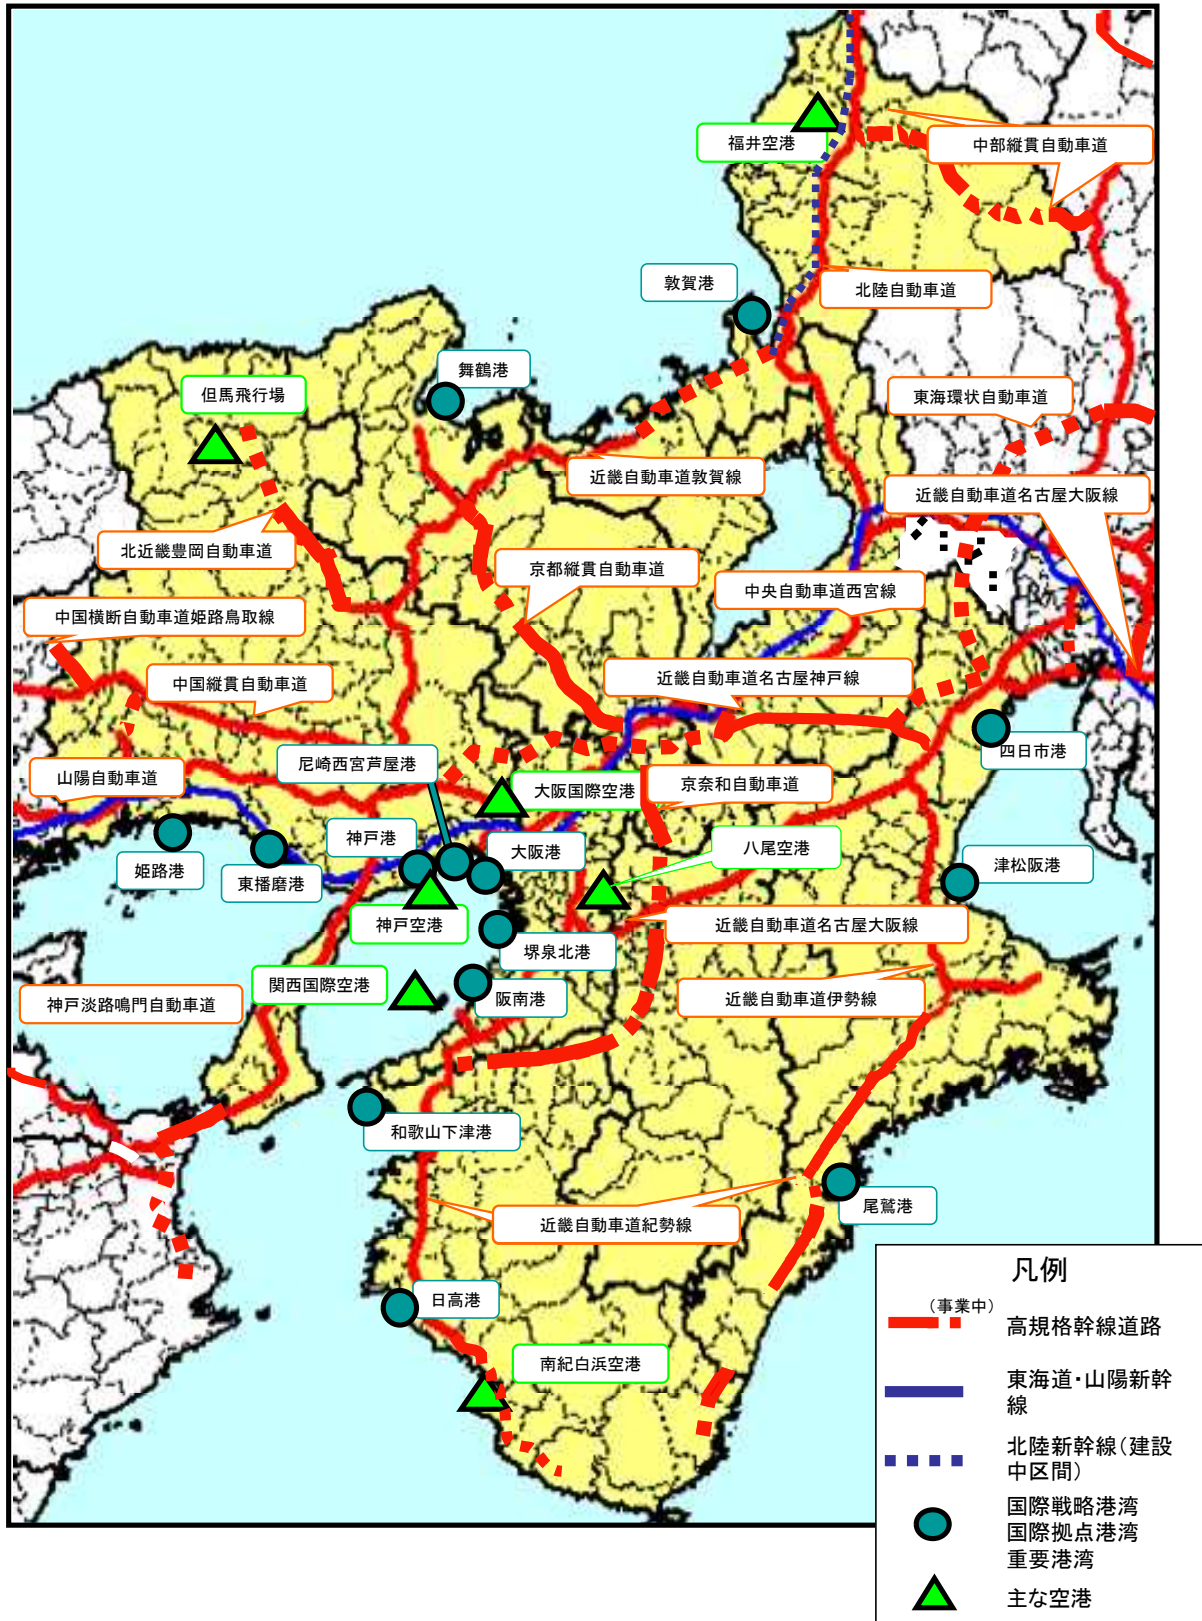 福井空港
中部縦貫自動車道
敦賀港
北陸自動車道
舞鶴港
但馬飛行場
東海環状自動車道
近畿自動車道敦賀線
近畿自動車道名古屋大阪線
北近畿豊岡自動車道
京都縦貫自動車道
中央自動車道西宮線
中国横断自動車道姫路鳥取線
中国縦貫自動車道
近畿自動車道名古屋神戸線
四日市港
尼崎西宮芦屋港
山陽自動車道
大阪国際空港
京奈和自動車道
神戸港
大阪港
八尾空港
姫路港
東播磨港
津松阪港
神戸空港
堺泉北港
近畿自動車道名古屋大阪線
関西国際空港
阪南港
近畿自動車道伊勢線
神戸淡路鳴門自動車道
和歌山下津港
尾鷲港
近畿自動車道紀勢線
日高港
南紀白浜空港
凡例
（事業中）
高規格幹線道路
東海道・山陽新幹
線
北陸新幹線（建設
中区間）
国際戦略港湾
国際拠点港湾
重要港湾
主な空港